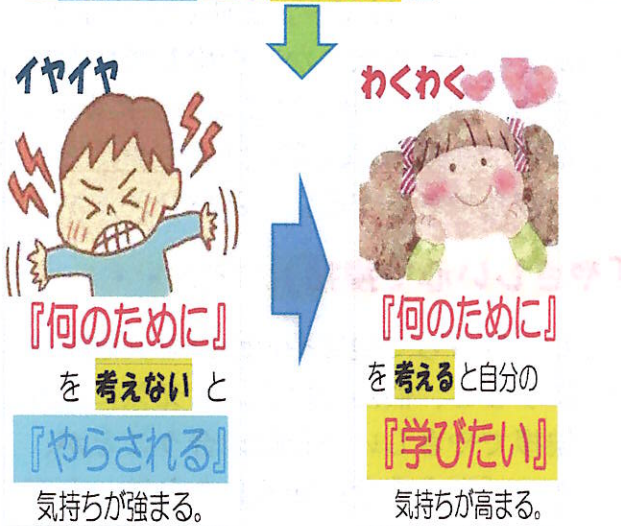 イヤイヤ
『何のために』
を 考えない と
『やらされる』
気持ちが強まる。
わくわく
『何のために』
を 考える と自分の
『学びたい』
気持ちが高まる。